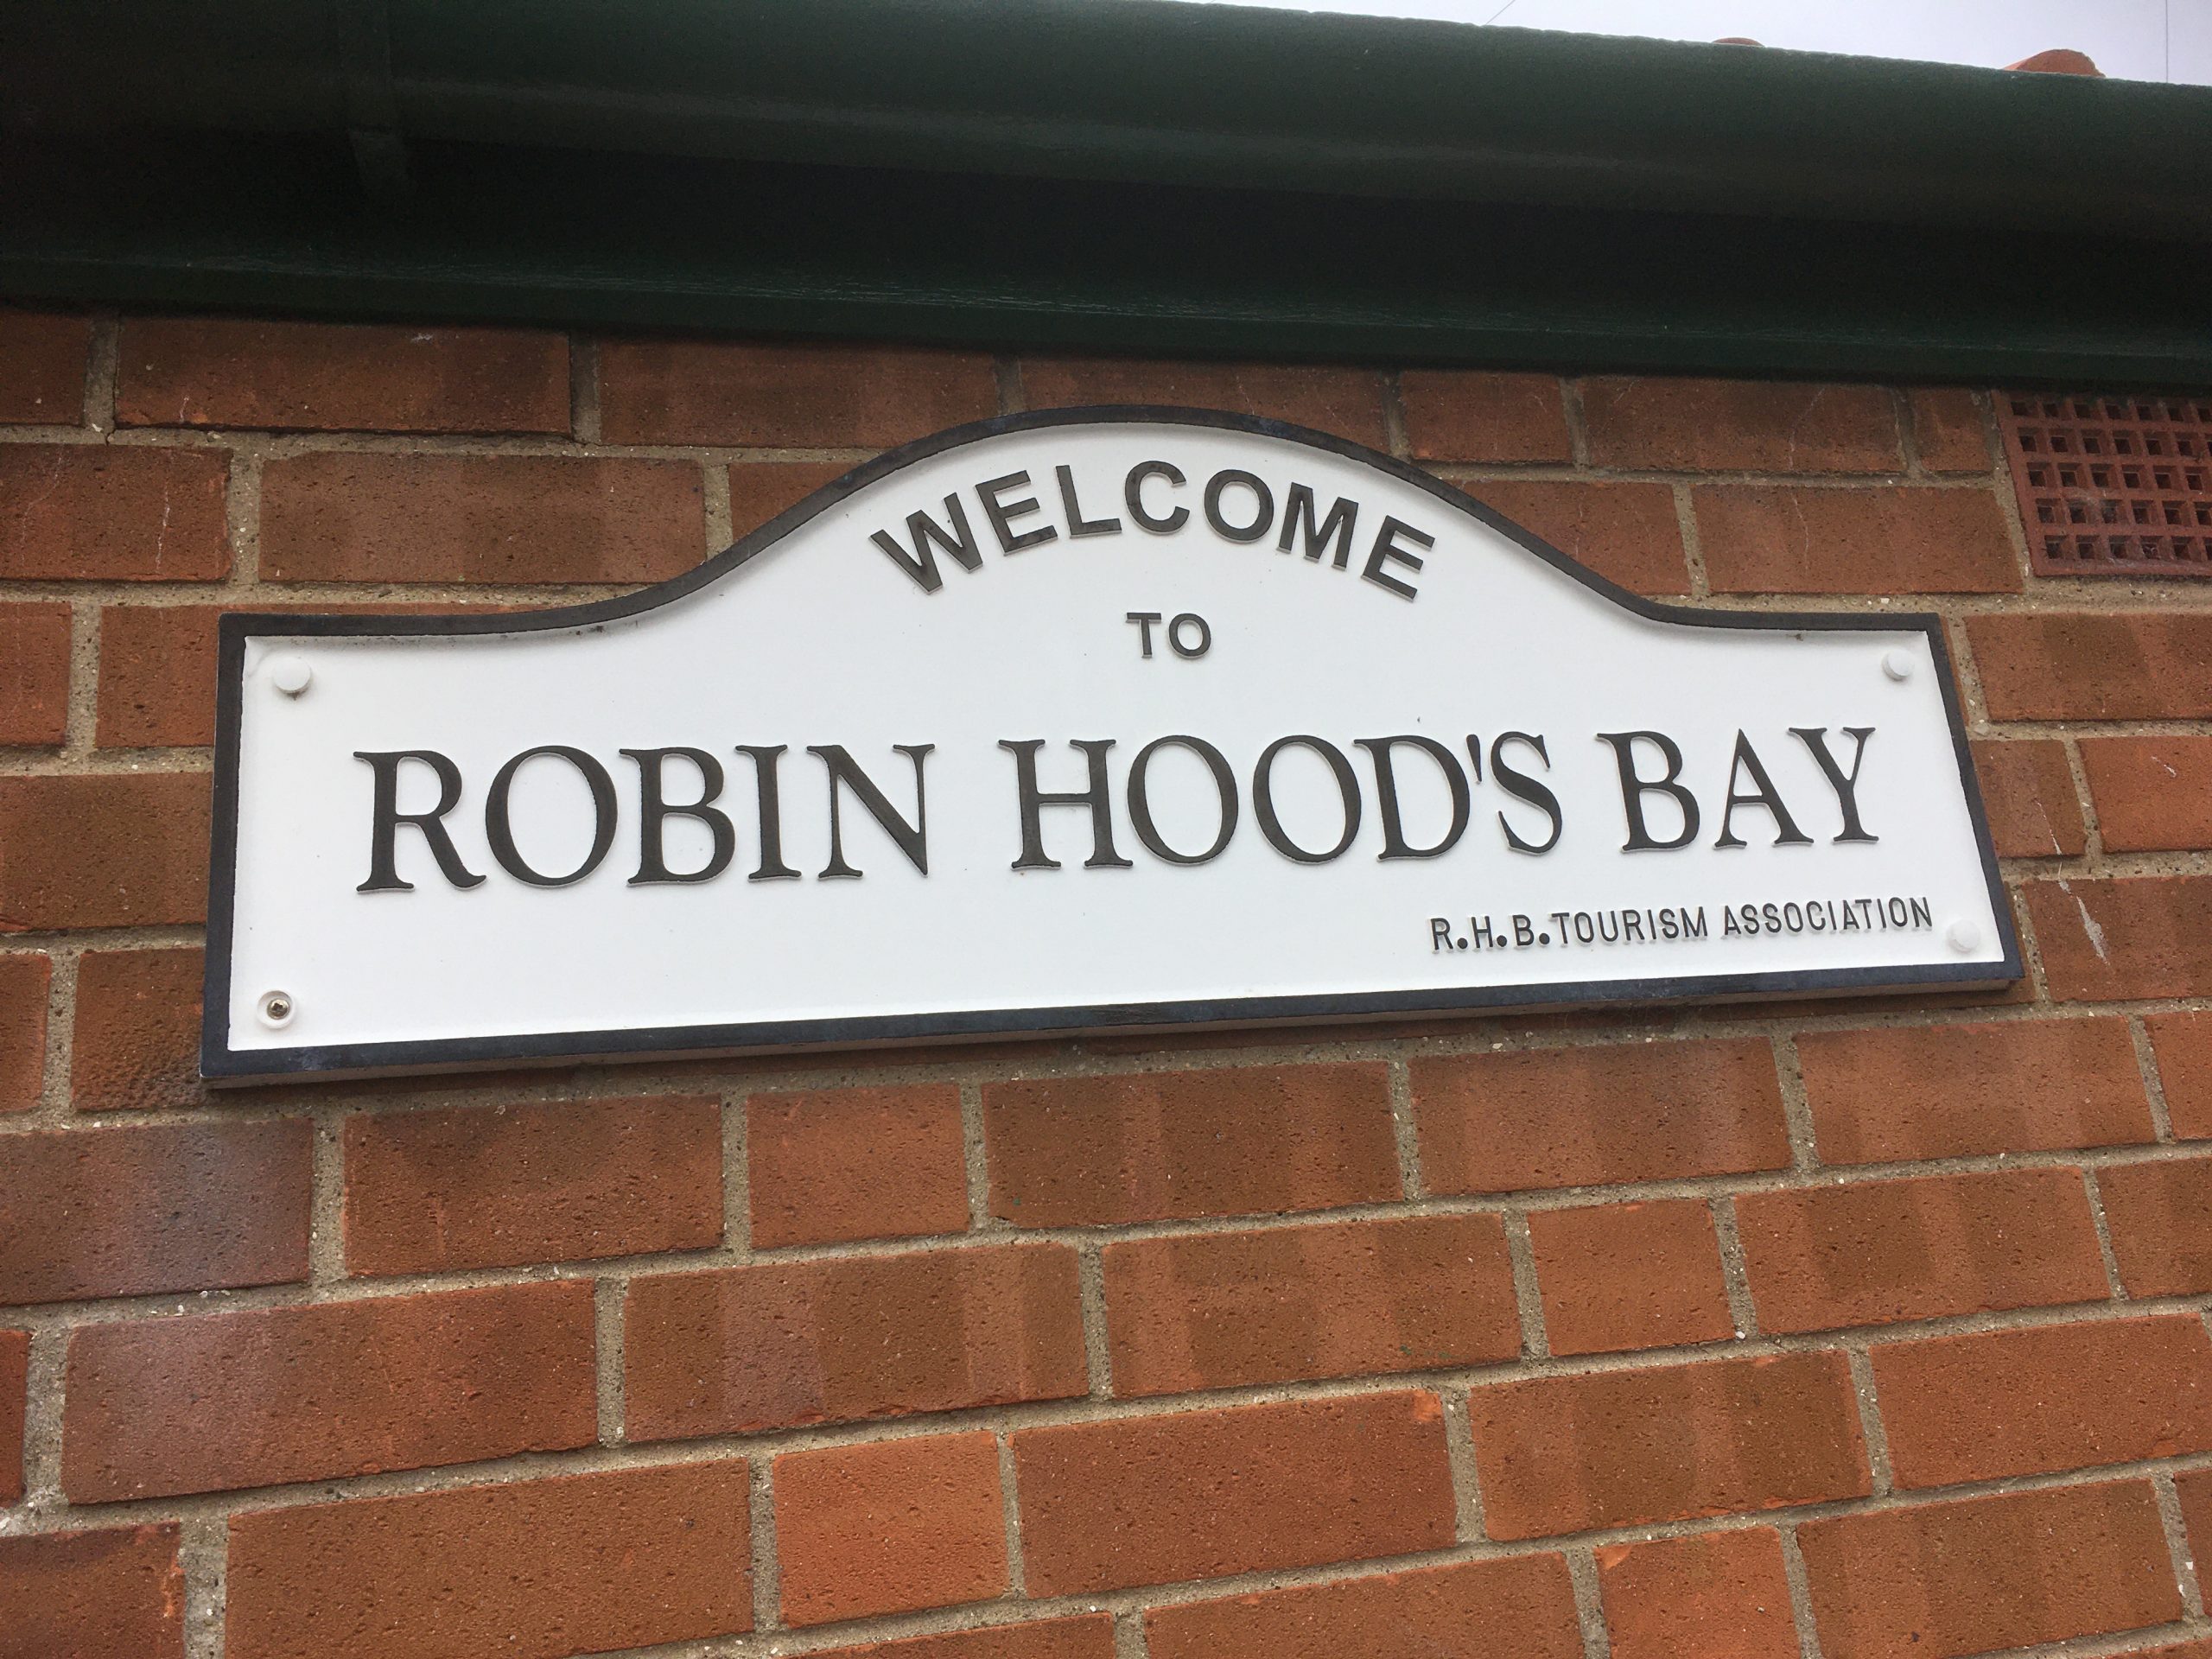 WELCOME
TO
ROBIN HOOD'S BAY
R.H.B.TOURISM ASSOCIATION